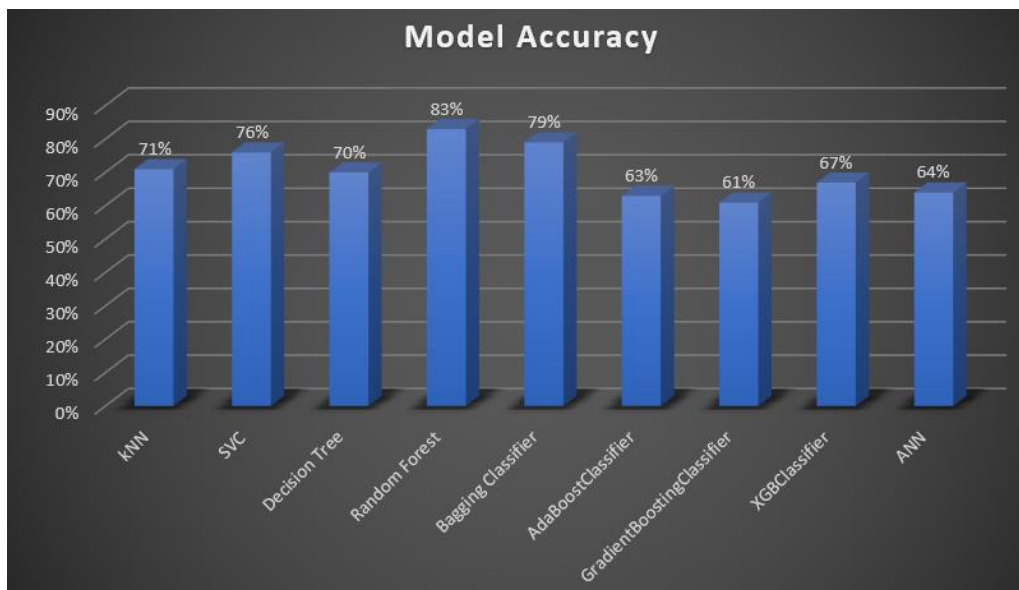 Model Accuracy
90%
80%
70%
60%
50%
40%
30%
20%
10%
0%
71%
76%
70%
83%
79%
63%
61%
67%
64%
kNN
SVC
Decision Tree
Random Forest
Bagging Classifier
AdaBoostClassifier
GradientBoostingClassifier
XGBClassifier
ANN